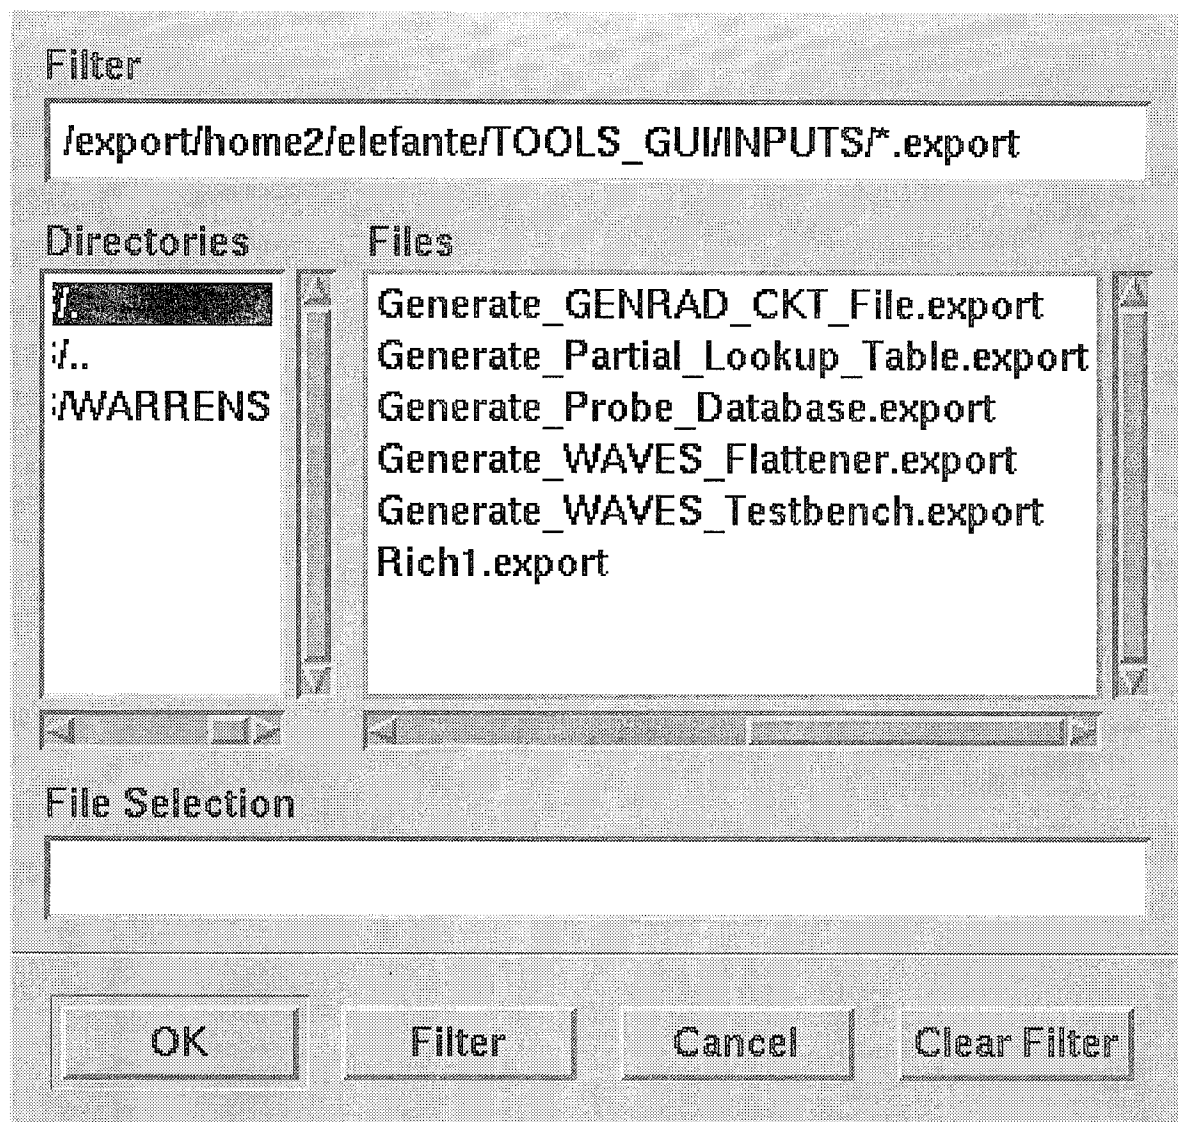 Filter
/export/home2/elefante/TOOLS_GUI/INPUTS/*.export
Directories
Files
/.
/..
/WARRENS
Generate_GENRAD_CKT_File.export
Generate_Partial_Lookup_Table.export
Generate_Probe_Database.export
Generate_WAVES_Flattener.export
Generate_WAVES_Testbench.export
Rich1.export
File Selection
OK
Filter
Cancel
Clear Filter